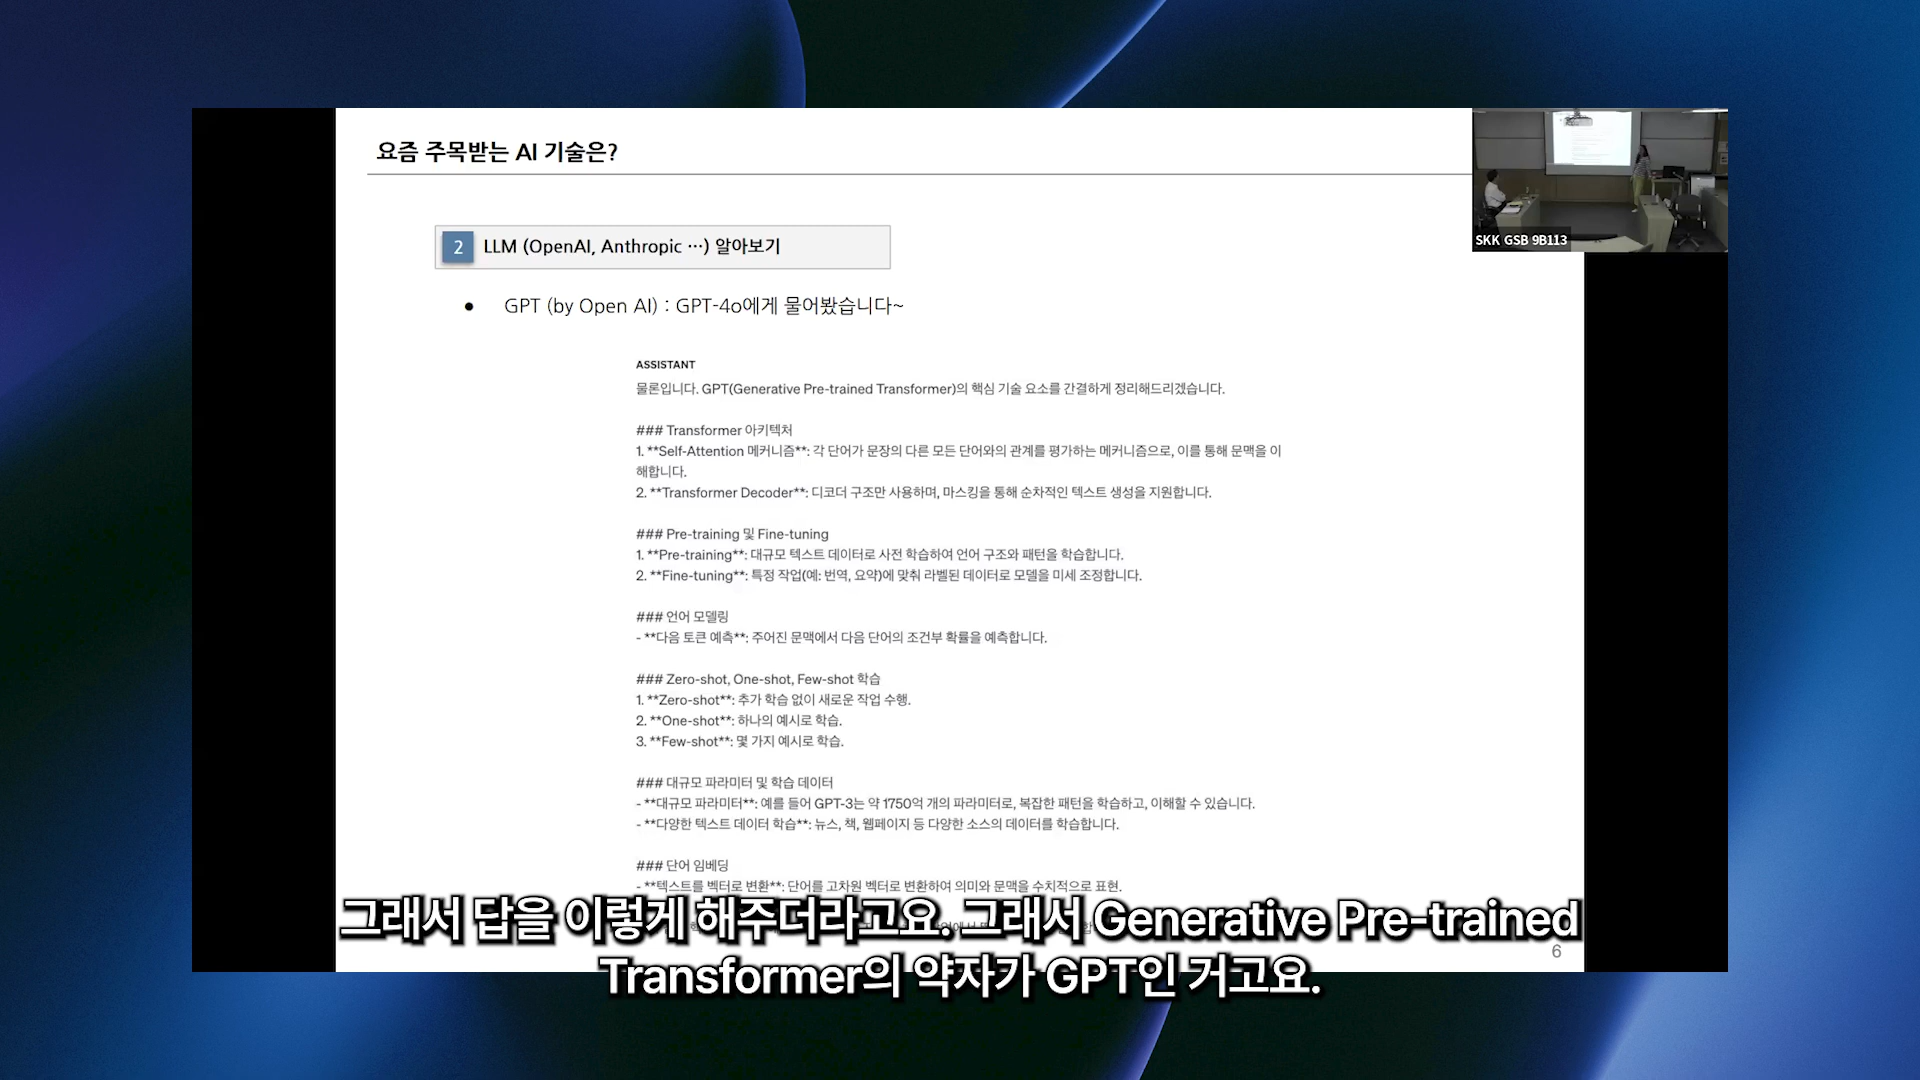 요즘 주목받는 AI 기술은?
SKK GSB 9B113
2 LLM (OpenAI, Anthropic ⋯) 알아보기
● GPT (by Open AI) : GPT-4o에게 물어봤습니다~
ASSISTANT
물론입니다. GPT(Generative Pre-trained Transformer)의 핵심 기술 요소를 간결하게 정리해드리겠습니다.
### Transformer 아키텍처
1. **Self-Attention 메커니즘**: 각 단어가 문장의 다른 모든 단어와의 관계를 평가하는 메커니즘으로, 이를 통해 문맥을 이
해합니다.
2. **Transformer Decoder**: 디코더 구조만 사용하며, 마스킹을 통해 순차적인 텍스트 생성을 지원합니다.
### Pre-training 및 Fine-tuning
1. **Pre-training**: 대규모 텍스트 데이터로 사전 학습하여 언어 구조와 패턴을 학습합니다.
2. **Fine-tuning**: 특정 작업(예: 번역, 요약)에 맞춰 라벨된 데이터로 모델을 미세 조정합니다.
### 언어 모델링
- **다음 토큰 예측**: 주어진 문맥에서 다음 단어의 조건부 확률을 예측합니다.
### Zero-shot, One-shot, Few-shot 학습
1. **Zero-shot**: 추가 학습 없이 새로운 작업 수행.
2. **One-shot**: 하나의 예시로 학습.
3. **Few-shot**: 몇 가지 예시로 학습.
### 대규모 파라미터 및 학습 데이터
- **대규모 파라미터**: 예를 들어 GPT-3는 약 1750억 개의 파라미터로, 복잡한 패턴을 학습하고, 이해할 수 있습니다.
- **다양한 텍스트 데이터 학습**: 뉴스, 책, 웹페이지 등 다양한 소스의 데이터를 학습합니다.
### 단어 임베딩
- **텍스트를 벡터로 변환**: 단어를 고차원 벡터로 변환하여 의미와 문맥을 수치적으로 표현.
그래서 답을 이렇게 해주더라고요. 그래서 Generative Pre-trained
Transformer의 약자가 GPT인 거고요.
6